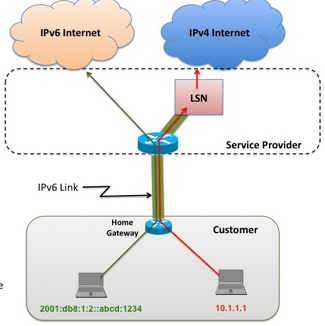 IPv6 Internet
IPv4 Internet
LSN
Service Provider
IPv6 Link
Home
Gateway
Customer
2001:db8:1:2::abcd:1234
10.1.1.1